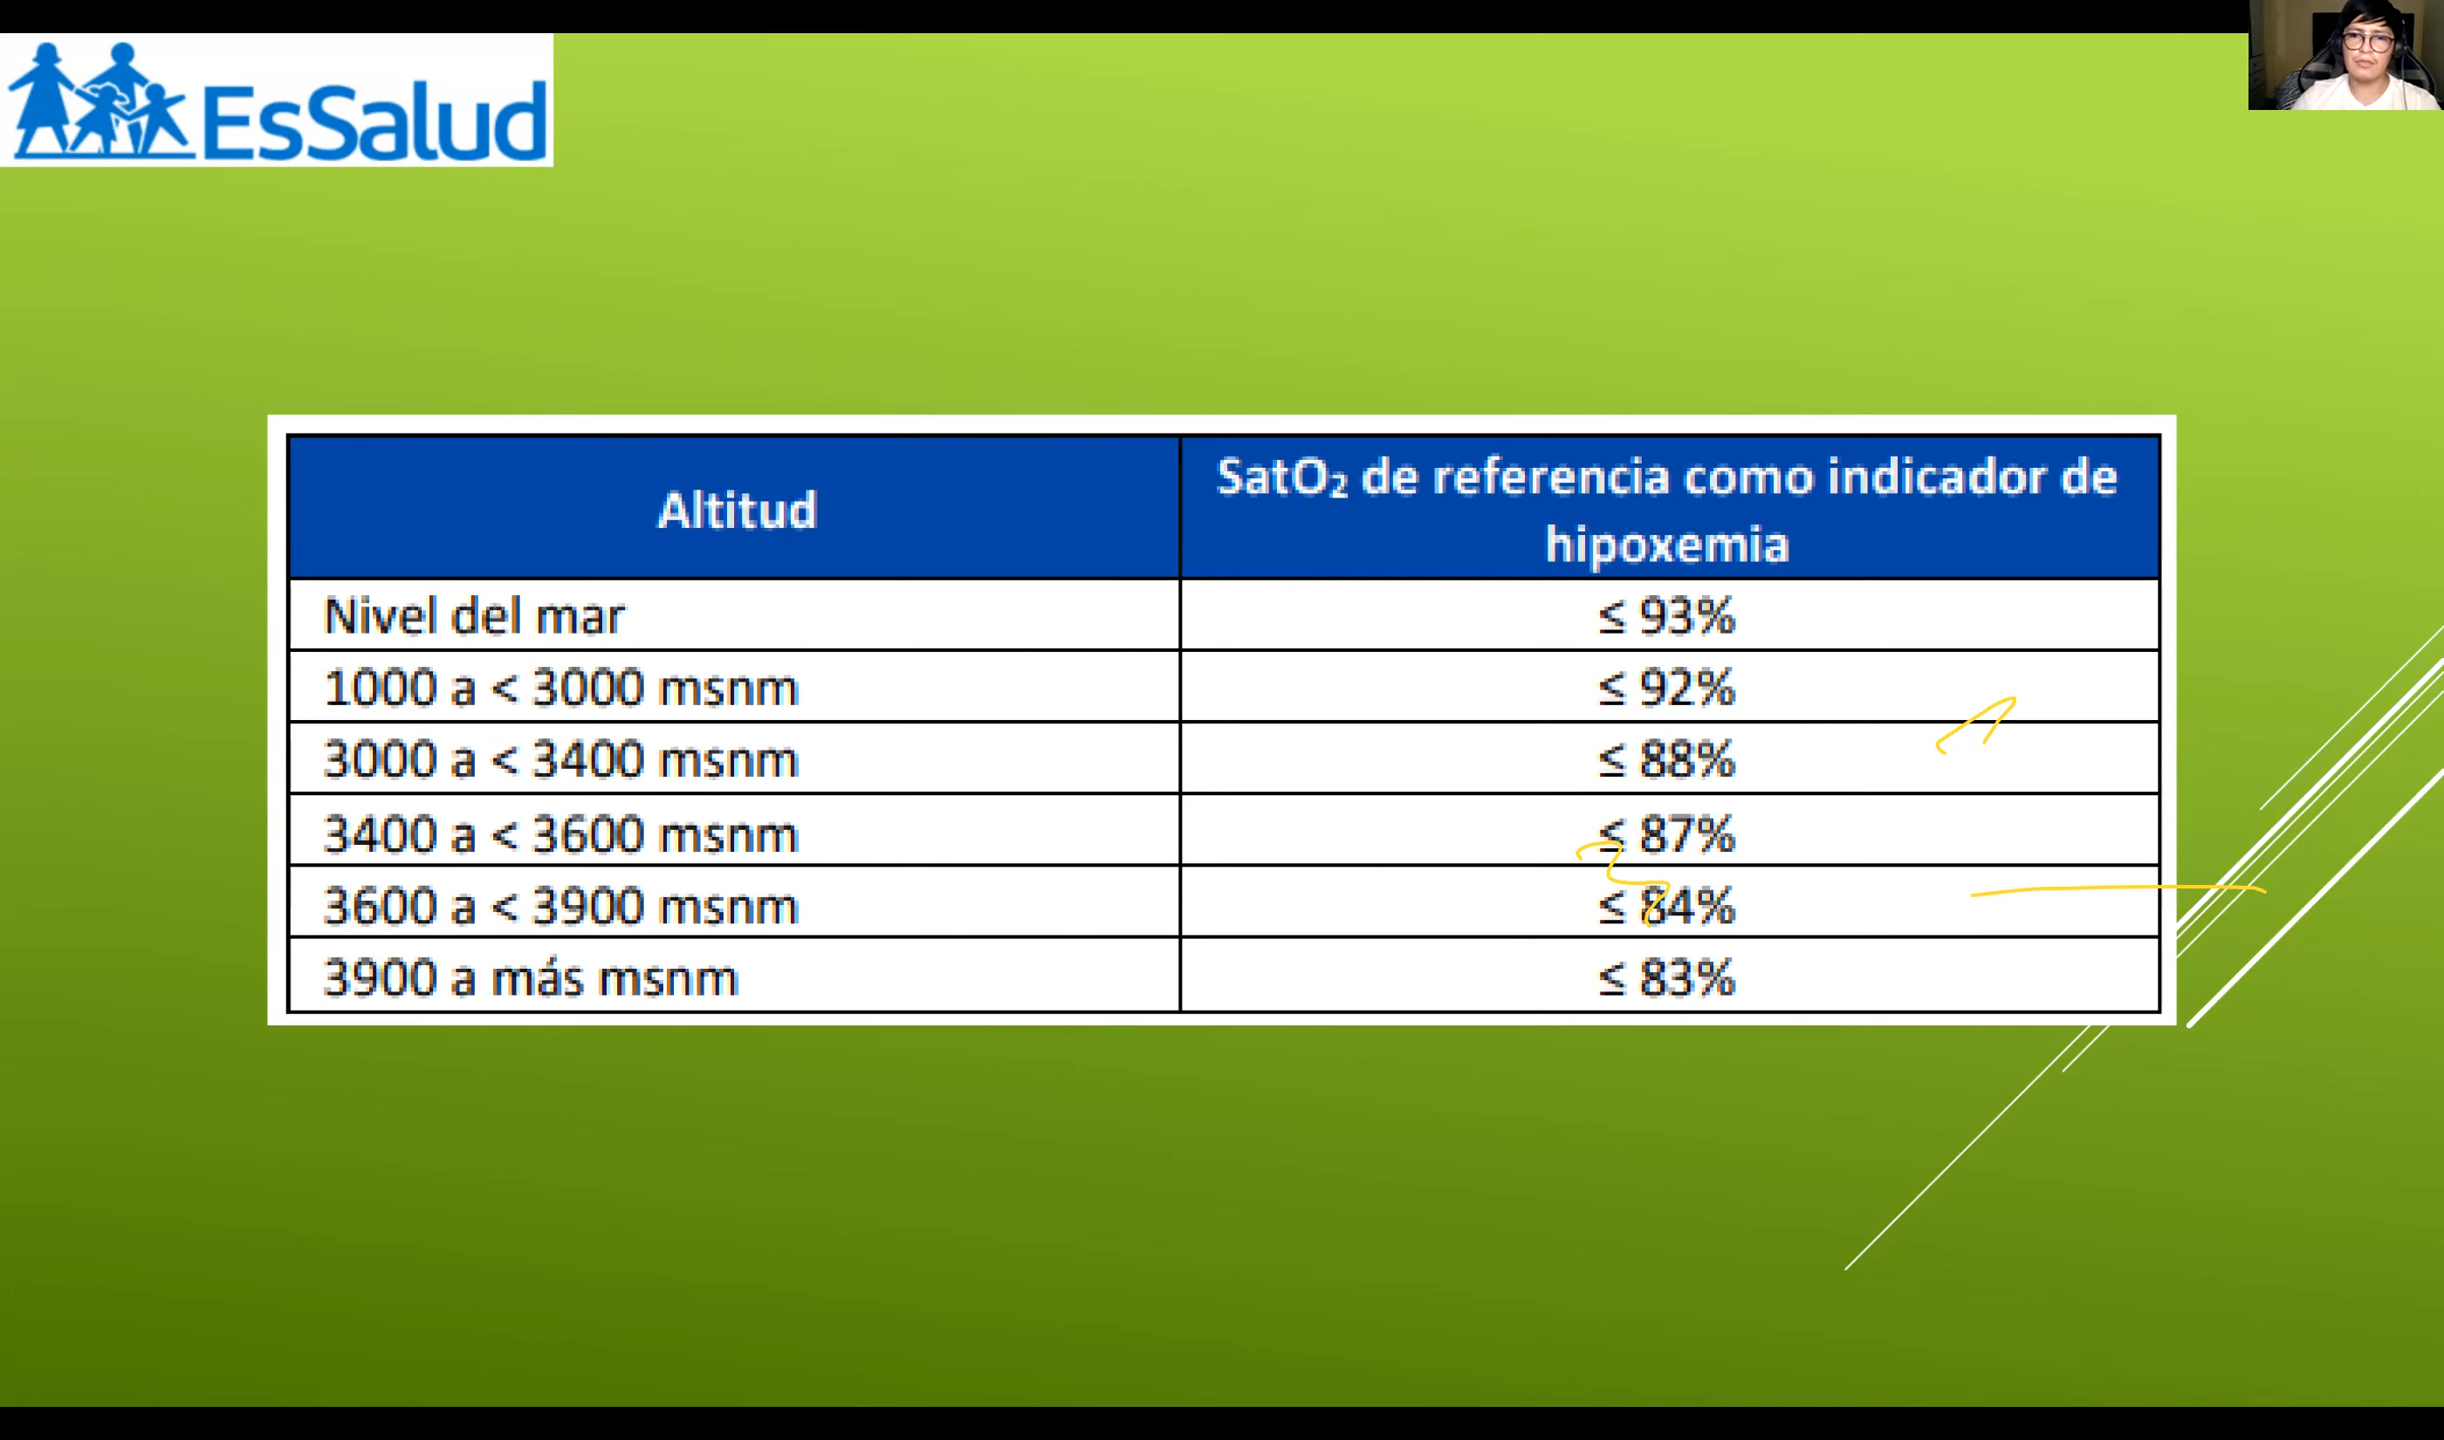 EsSalud
Altitud
SatO₂ de referencia como indicador de
hipoxemia
Nivel del mar
≤ 93%
1000 a < 3000 msnm
≤ 92%
3000 a < 3400 msnm
≤ 88%
3400 a < 3600 msnm
≤ 87%
3600 a < 3900 msnm
≤ 84%
3900 a más msnm
≤ 83%